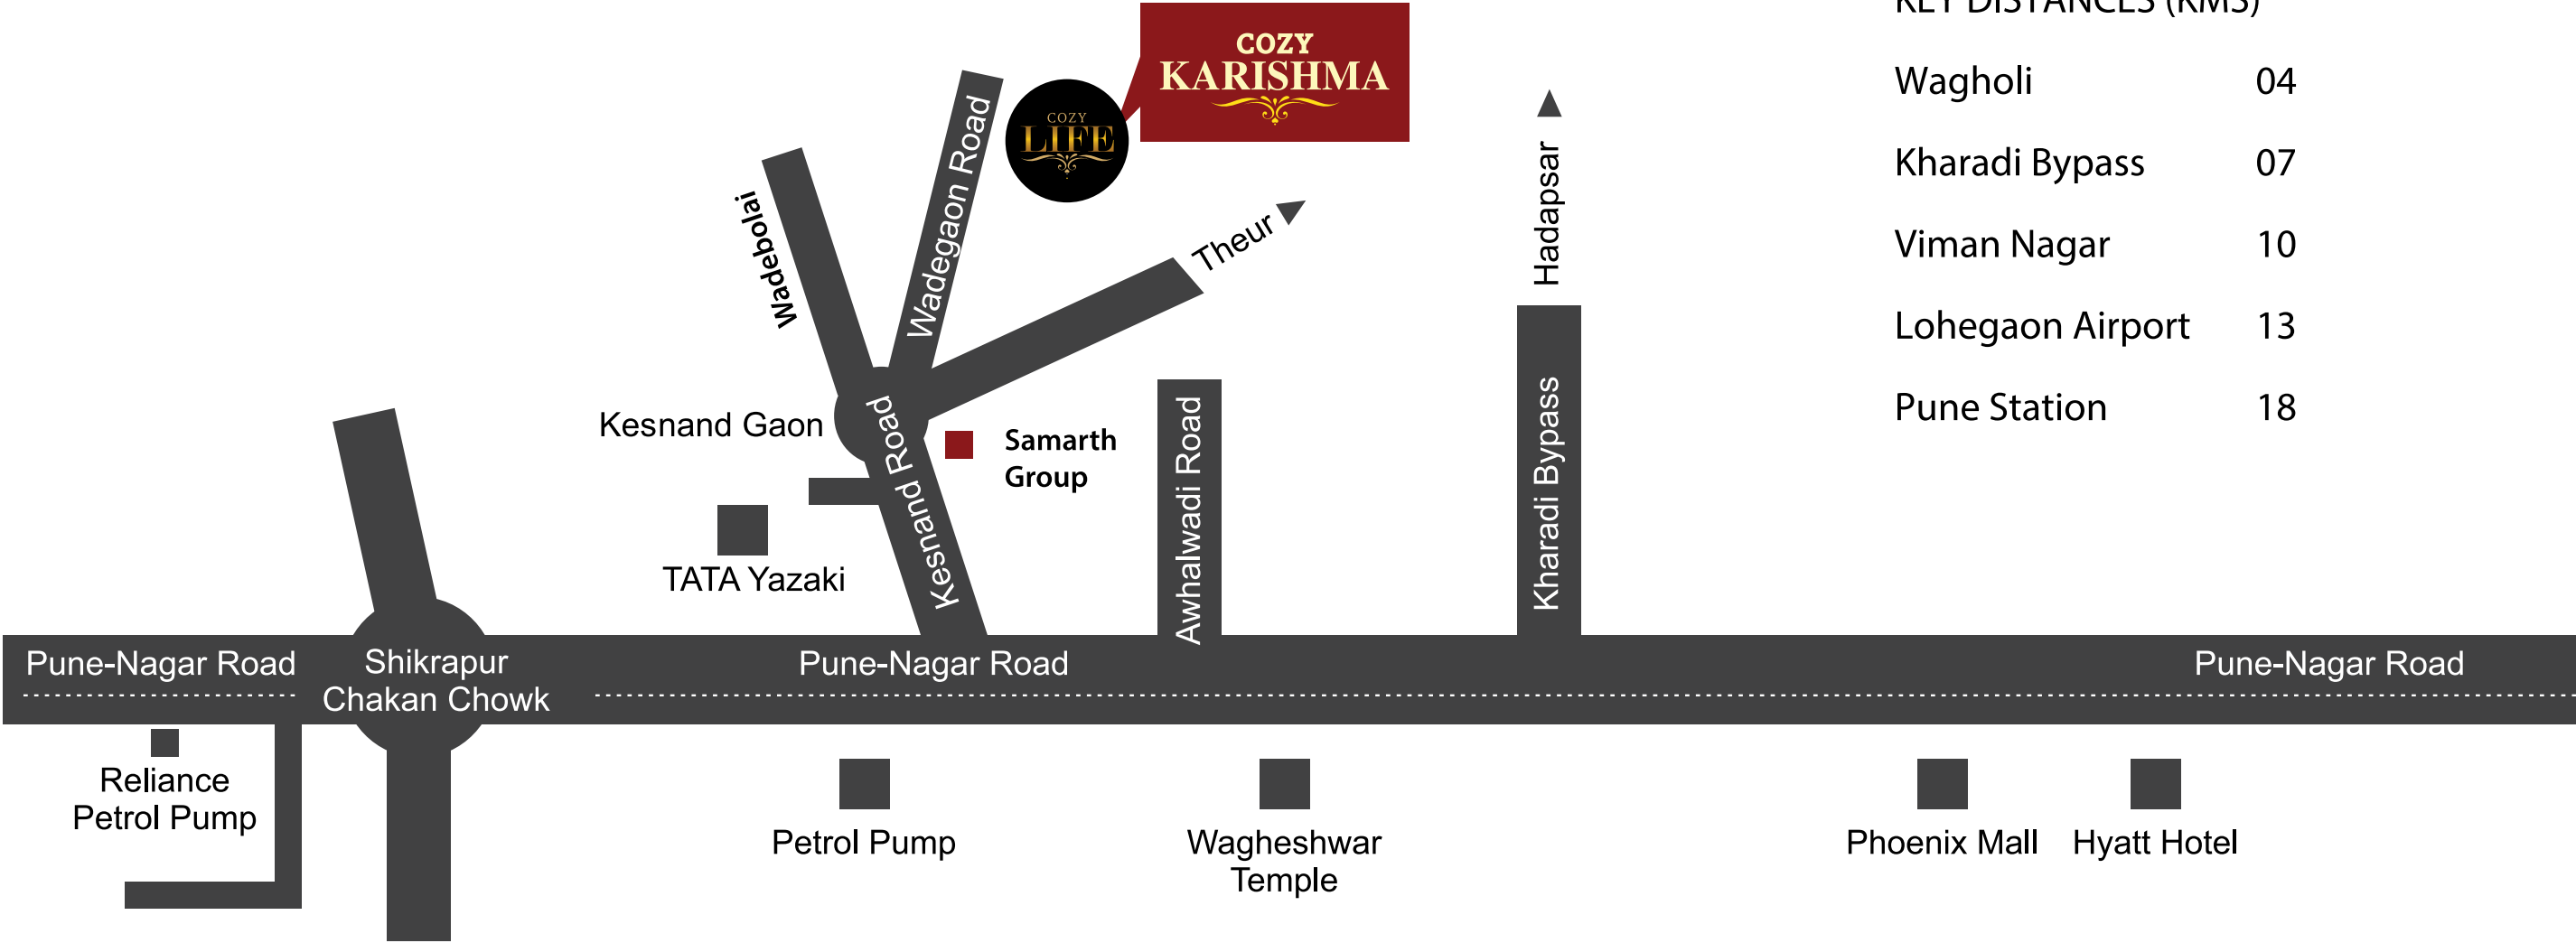 KEY DISTANCES (KMS)
COZY
KARISHMA
COZY
LIFE
Wagholi 04
Kharadi Bypass 07
Viman Nagar 10
Lohegaon Airport 13
Pune Station 18
Wadebolai
Wadegaon Road
Theur
Hadapsar
Kesnand Gaon
Kesnand Road
Samarth
Group
Awhalwadi Road
Kharadi Bypass
TATA Yazaki
Pune-Nagar Road
Shikrapur
Chakan Chowk
Pune-Nagar Road
Pune-Nagar Road
Reliance
Petrol Pump
Petrol Pump
Wagheshwar
Temple
Phoenix Mall
Hyatt Hotel